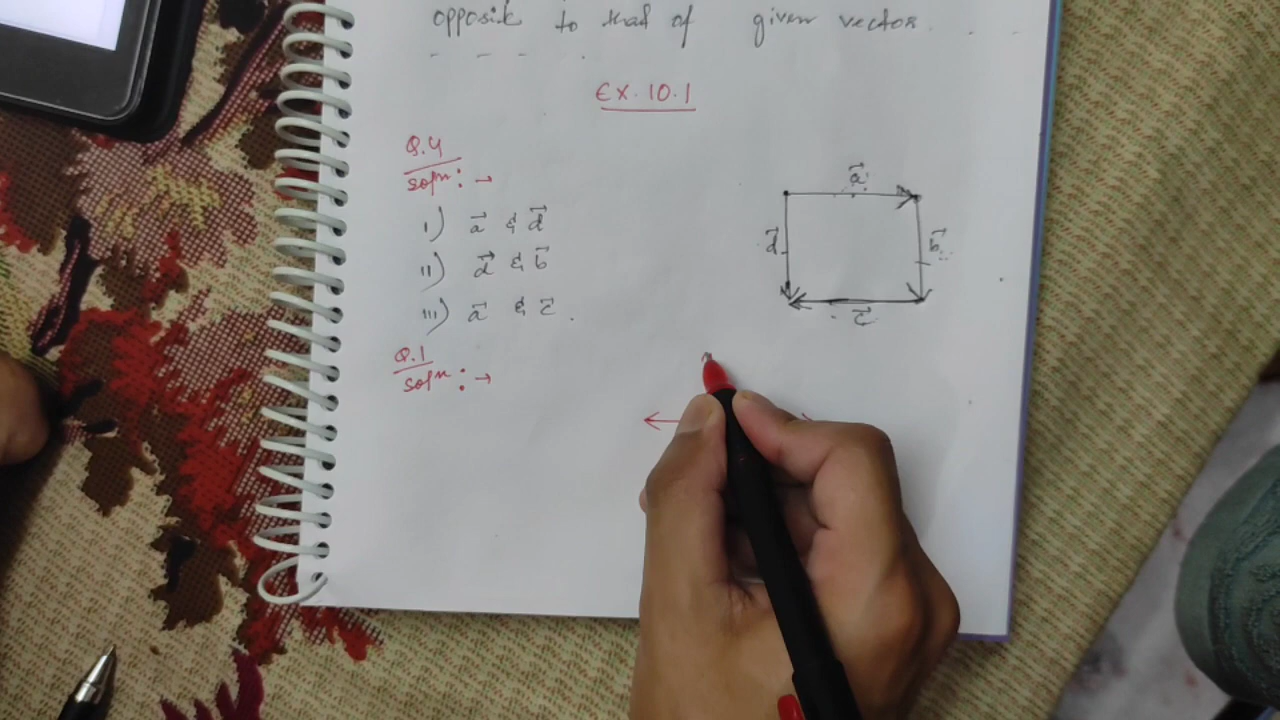 opposite to that of given vector.
Ex. 10.1
Q.4
soln : →
i) a⃗ & d⃗
ii) d⃗ & b⃗
iii) a⃗ & c⃗ .
a⃗
d⃗
b⃗
c⃗
Q.1
soln : →